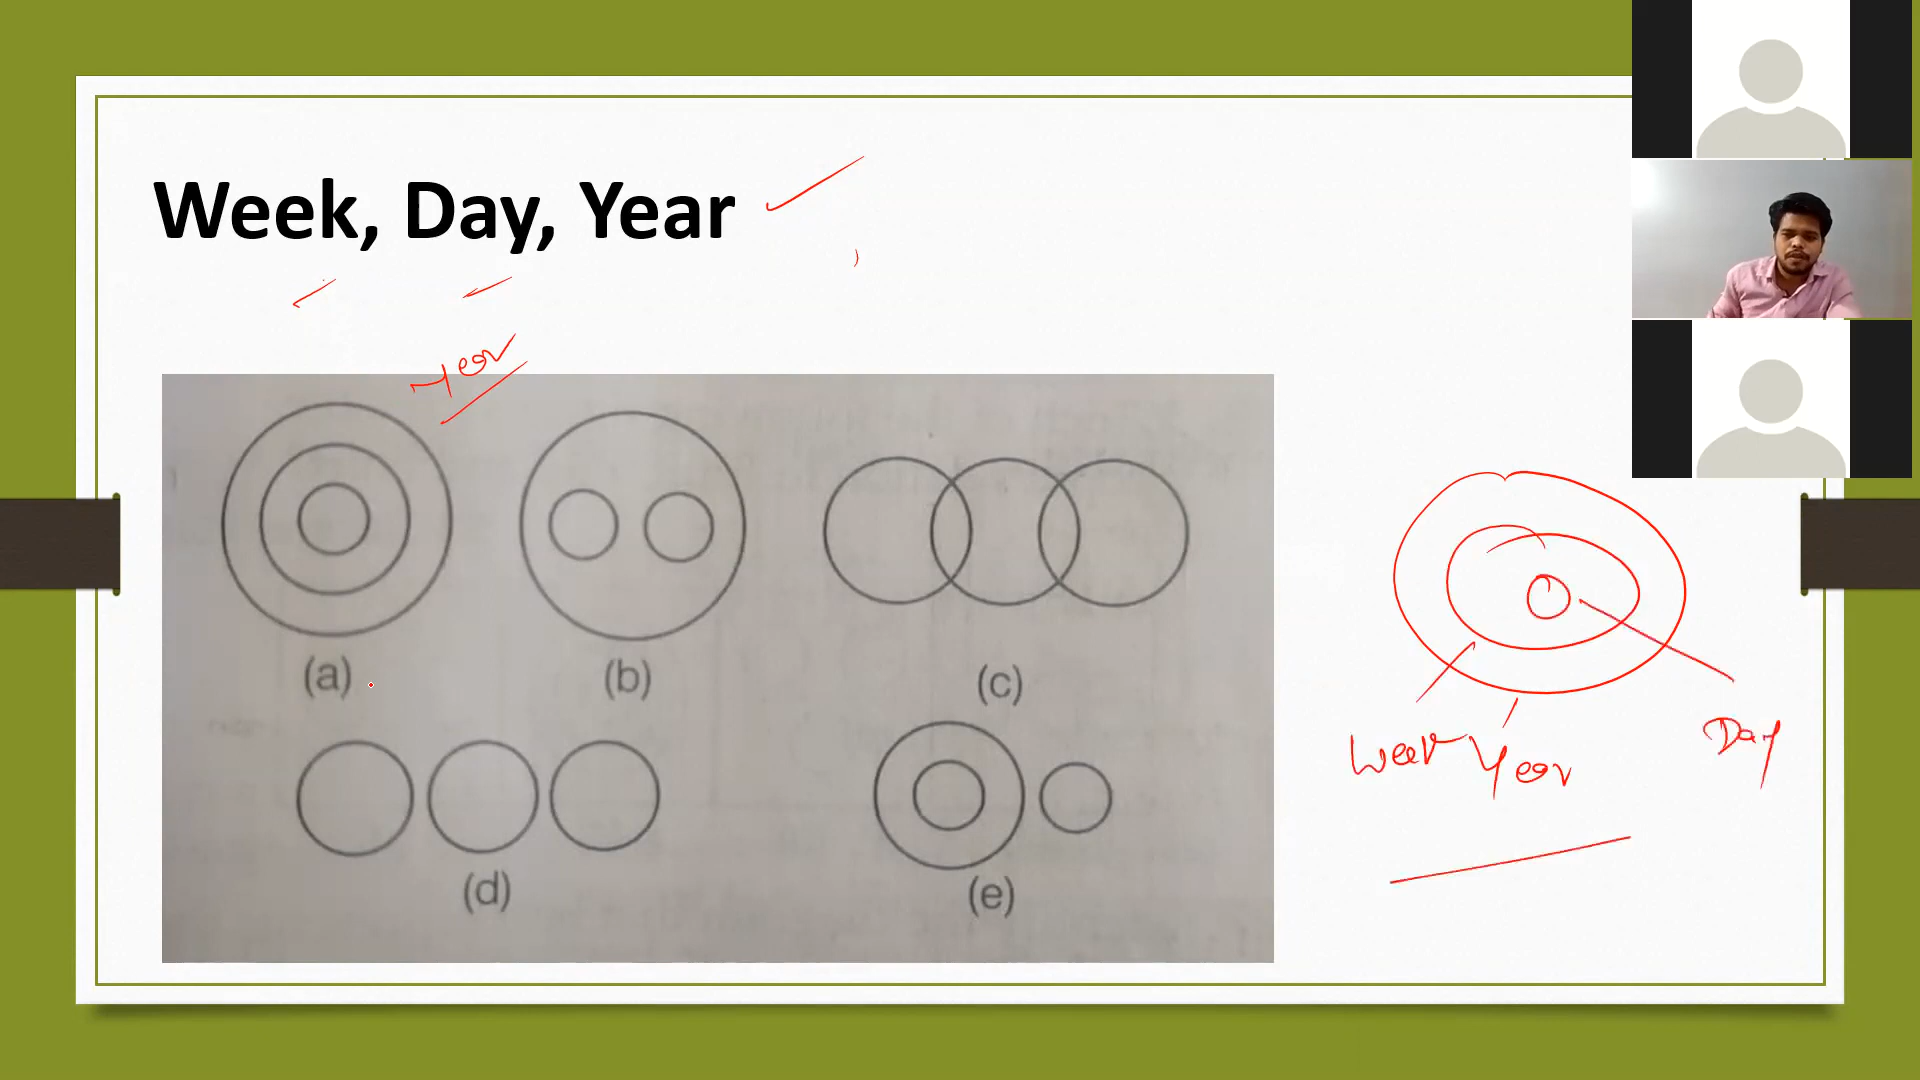 Week, Day, Year
Year
(a)
(b)
(c)
(d)
(e)
Week
Year
Day